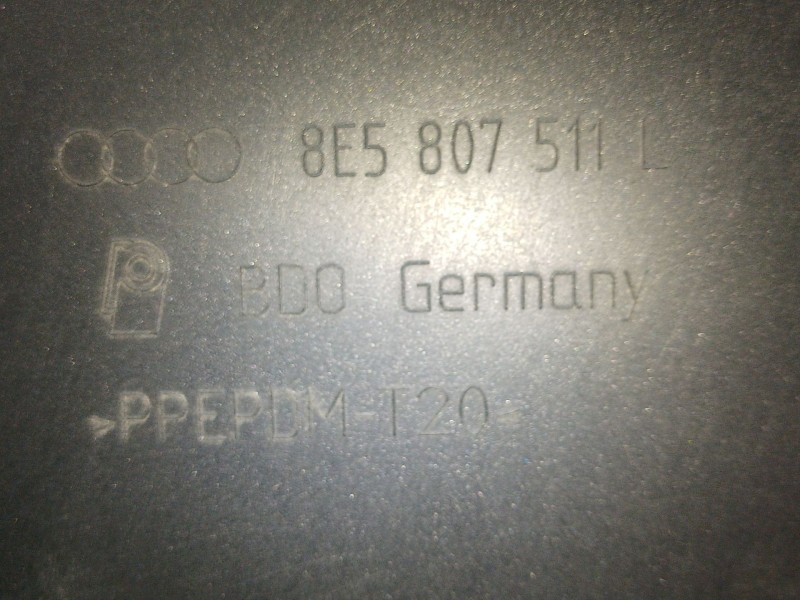 8E5 807 511 L
BDO Germany
>PPEPDM-T20<